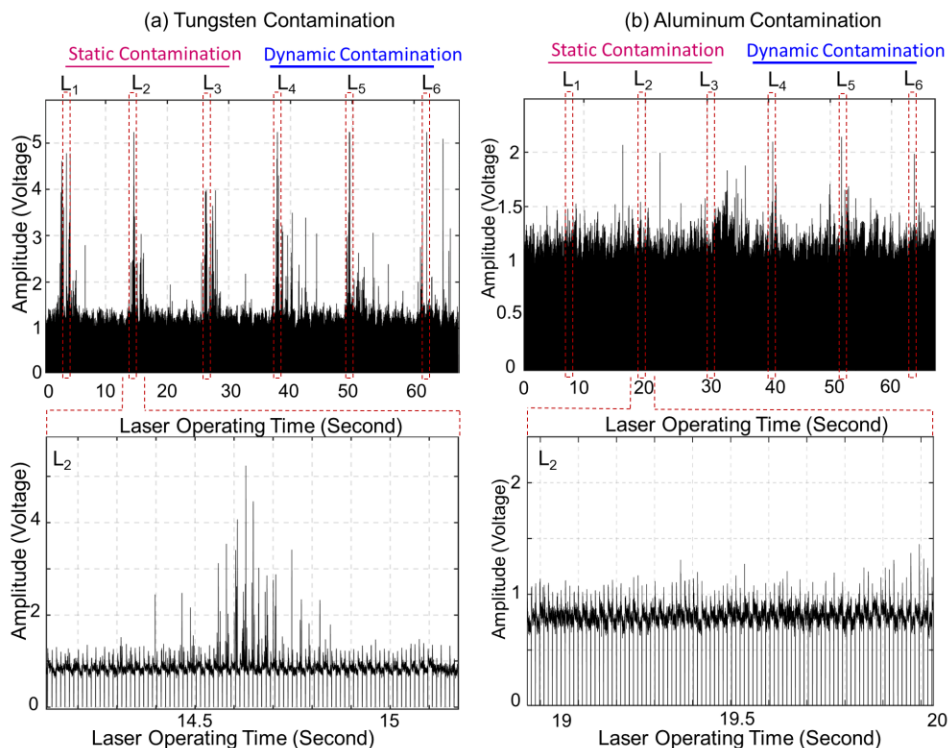 (a) Tungsten Contamination
Static Contamination Dynamic Contamination
L1 L2 L3 L4 L5 L6
Amplitude (Voltage)
5
4
3
2
1
0
0 10 20 30 40 50 60
Laser Operating Time (Second)
L2
Amplitude (Voltage)
4
2
0
14.5 15
Laser Operating Time (Second)
(b) Aluminum Contamination
Static Contamination Dynamic Contamination
L1 L2 L3 L4 L5 L6
Amplitude (Voltage)
2
1.5
1
0.5
0
0 10 20 30 40 50 60
Laser Operating Time (Second)
L2
Amplitude (Voltage)
2
1
0
19 19.5 20
Laser Operating Time (Second)